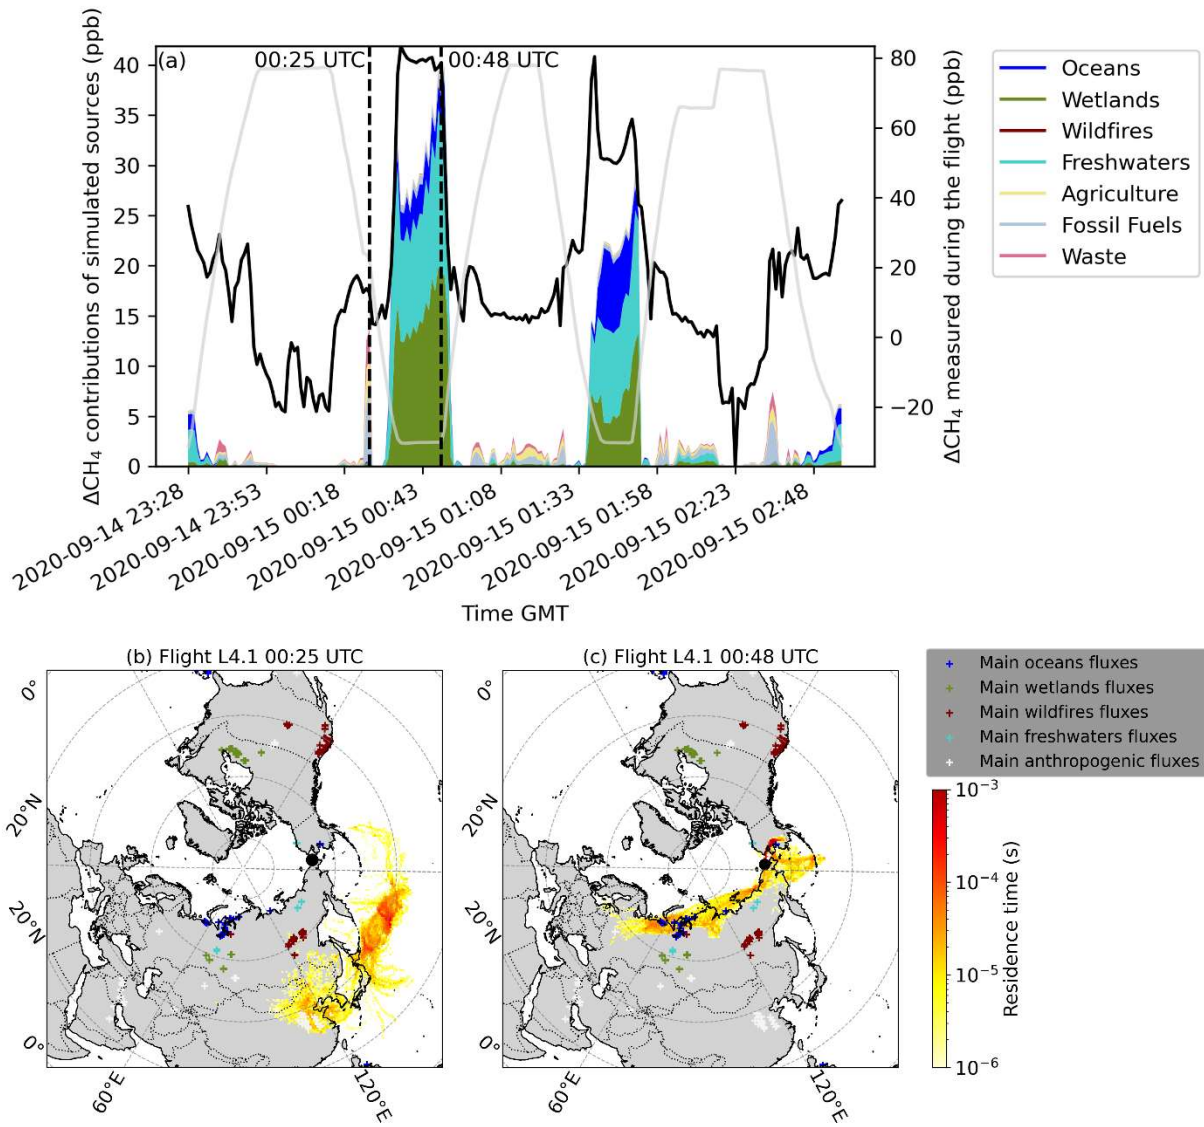 (a)
00:25 UTC
00:48 UTC
ΔCH₄ contributions of simulated sources (ppb)
40
35
30
25
20
15
10
5
0
80
60
40
20
0
−20
ΔCH₄ measured during the flight (ppb)
Oceans
Wetlands
Wildfires
Freshwaters
Agriculture
Fossil Fuels
Waste
2020-09-14 23:28
2020-09-14 23:53
2020-09-15 00:18
2020-09-15 00:43
2020-09-15 01:08
2020-09-15 01:33
2020-09-15 01:58
2020-09-15 02:23
2020-09-15 02:48
Time GMT
(b) Flight L4.1 00:25 UTC
0°
20°N
20°N
0°
60°E
120°E
(c) Flight L4.1 00:48 UTC
0°
20°N
20°N
0°
60°E
120°E
Main oceans fluxes
Main wetlands fluxes
Main wildfires fluxes
Main freshwaters fluxes
Main anthropogenic fluxes
10⁻³
10⁻⁴
10⁻⁵
10⁻⁶
Residence time (s)